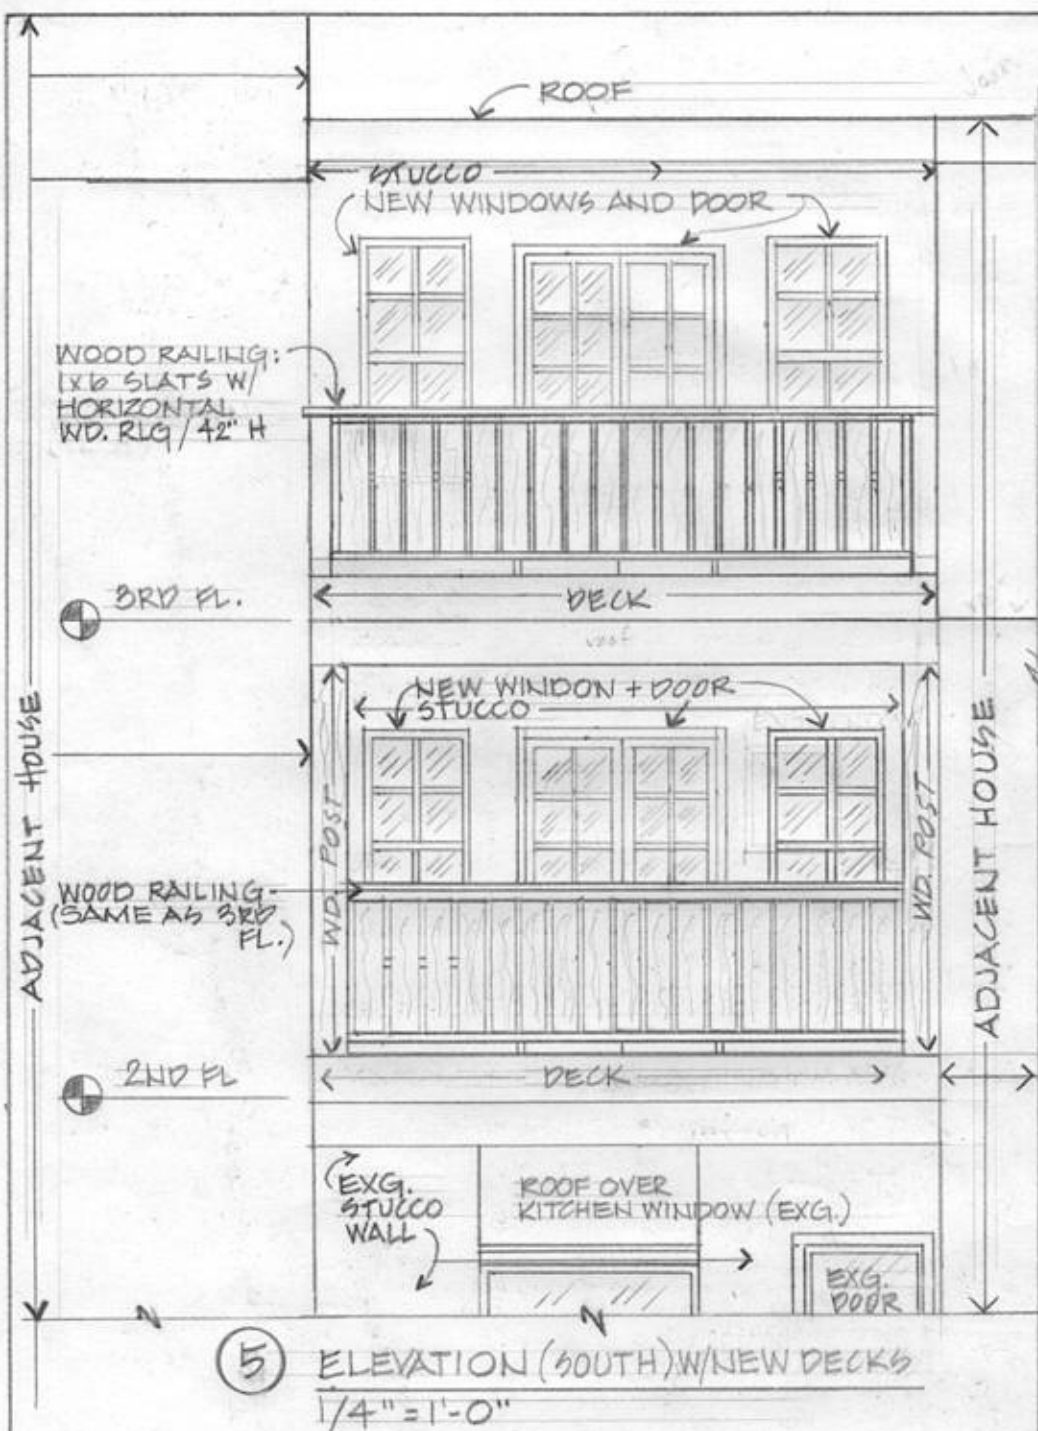 ROOF
STUCCO
NEW WINDOWS AND DOOR
WOOD RAILING:
1X6 SLATS W/
HORIZONTAL
WD. RLG / 42" H
3RD FL.
DECK
roof
NEW WINDOW + DOOR
STUCCO
ADJACENT HOUSE
WD. POST
WD. POST
ADJACENT HOUSE
WOOD RAILING
(SAME AS 3RD
FL.)
2ND FL
DECK
EXG.
STUCCO
WALL
ROOF OVER
KITCHEN WINDOW (EXG.)
EXG.
DOOR
N
N
5 ELEVATION (SOUTH) W/NEW DECKS
1/4" = 1'-0"